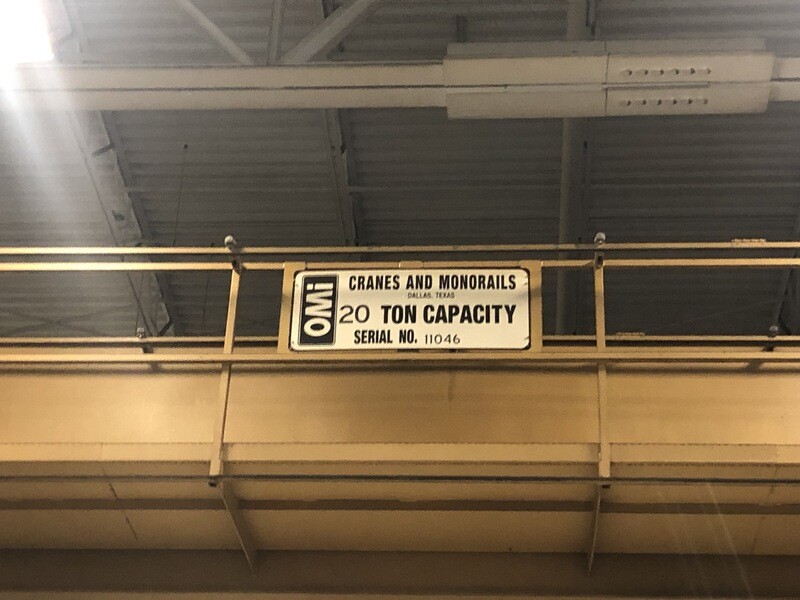 OMi
CRANES AND MONORAILS
DALLAS, TEXAS
20 TON CAPACITY
SERIAL NO. 11046